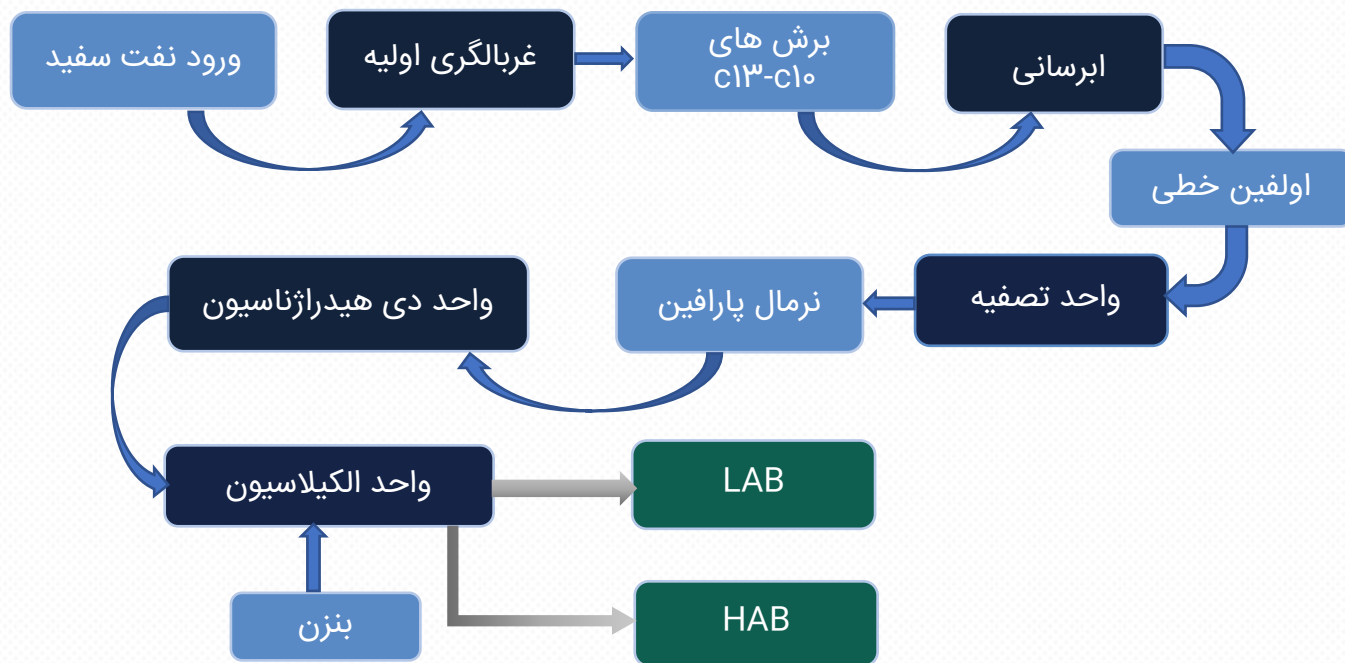 ورود نفت سفید
غربالگری اولیه
برش های
c۱۳-c۱۰
ابرسانی
اولفین خطی
واحد تصفیه
نرمال پارافین
واحد دی هیدراژناسیون
واحد الکیلاسیون
بنزن
LAB
HAB